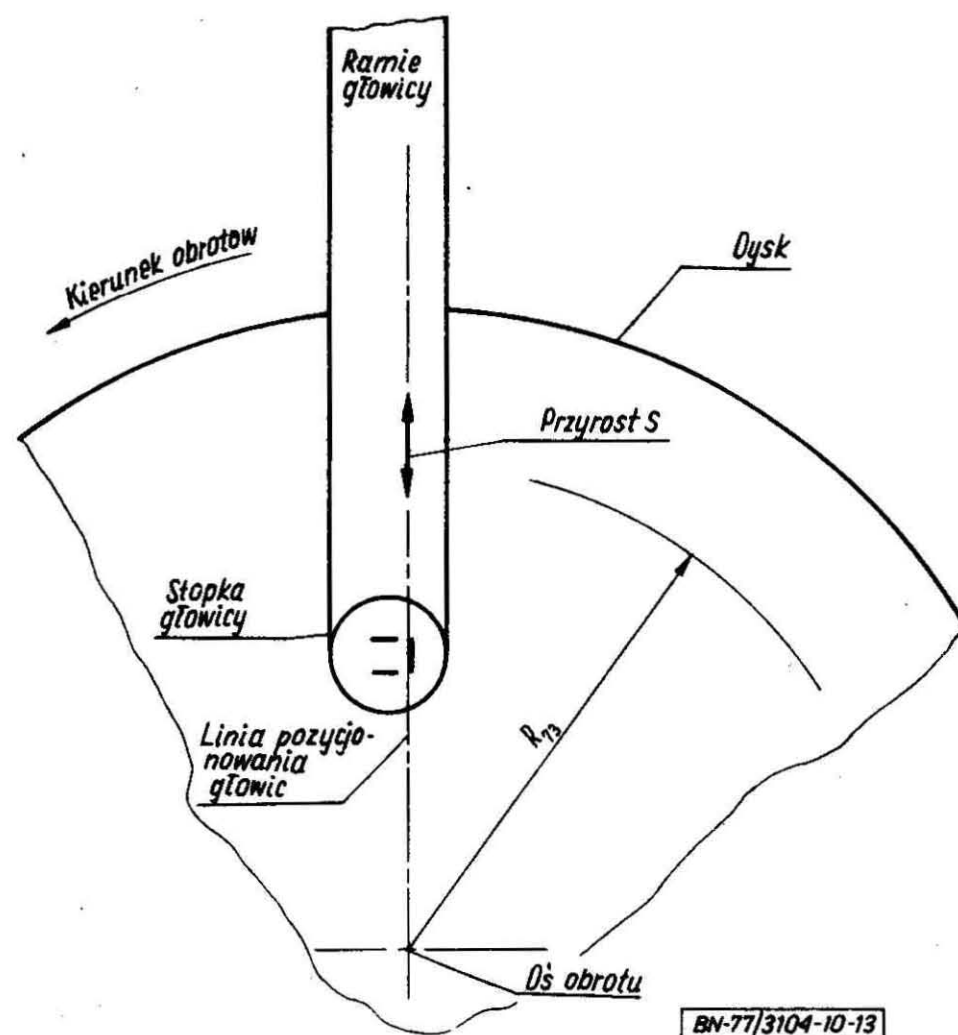 Ramie
głowicy
Kierunek obrotow
Dysk
Przyrost S
Stopka
głowicy
R73
Linia pozycjo-
nowania
głowic
Oś obrotu
BN-77/3104-10-13